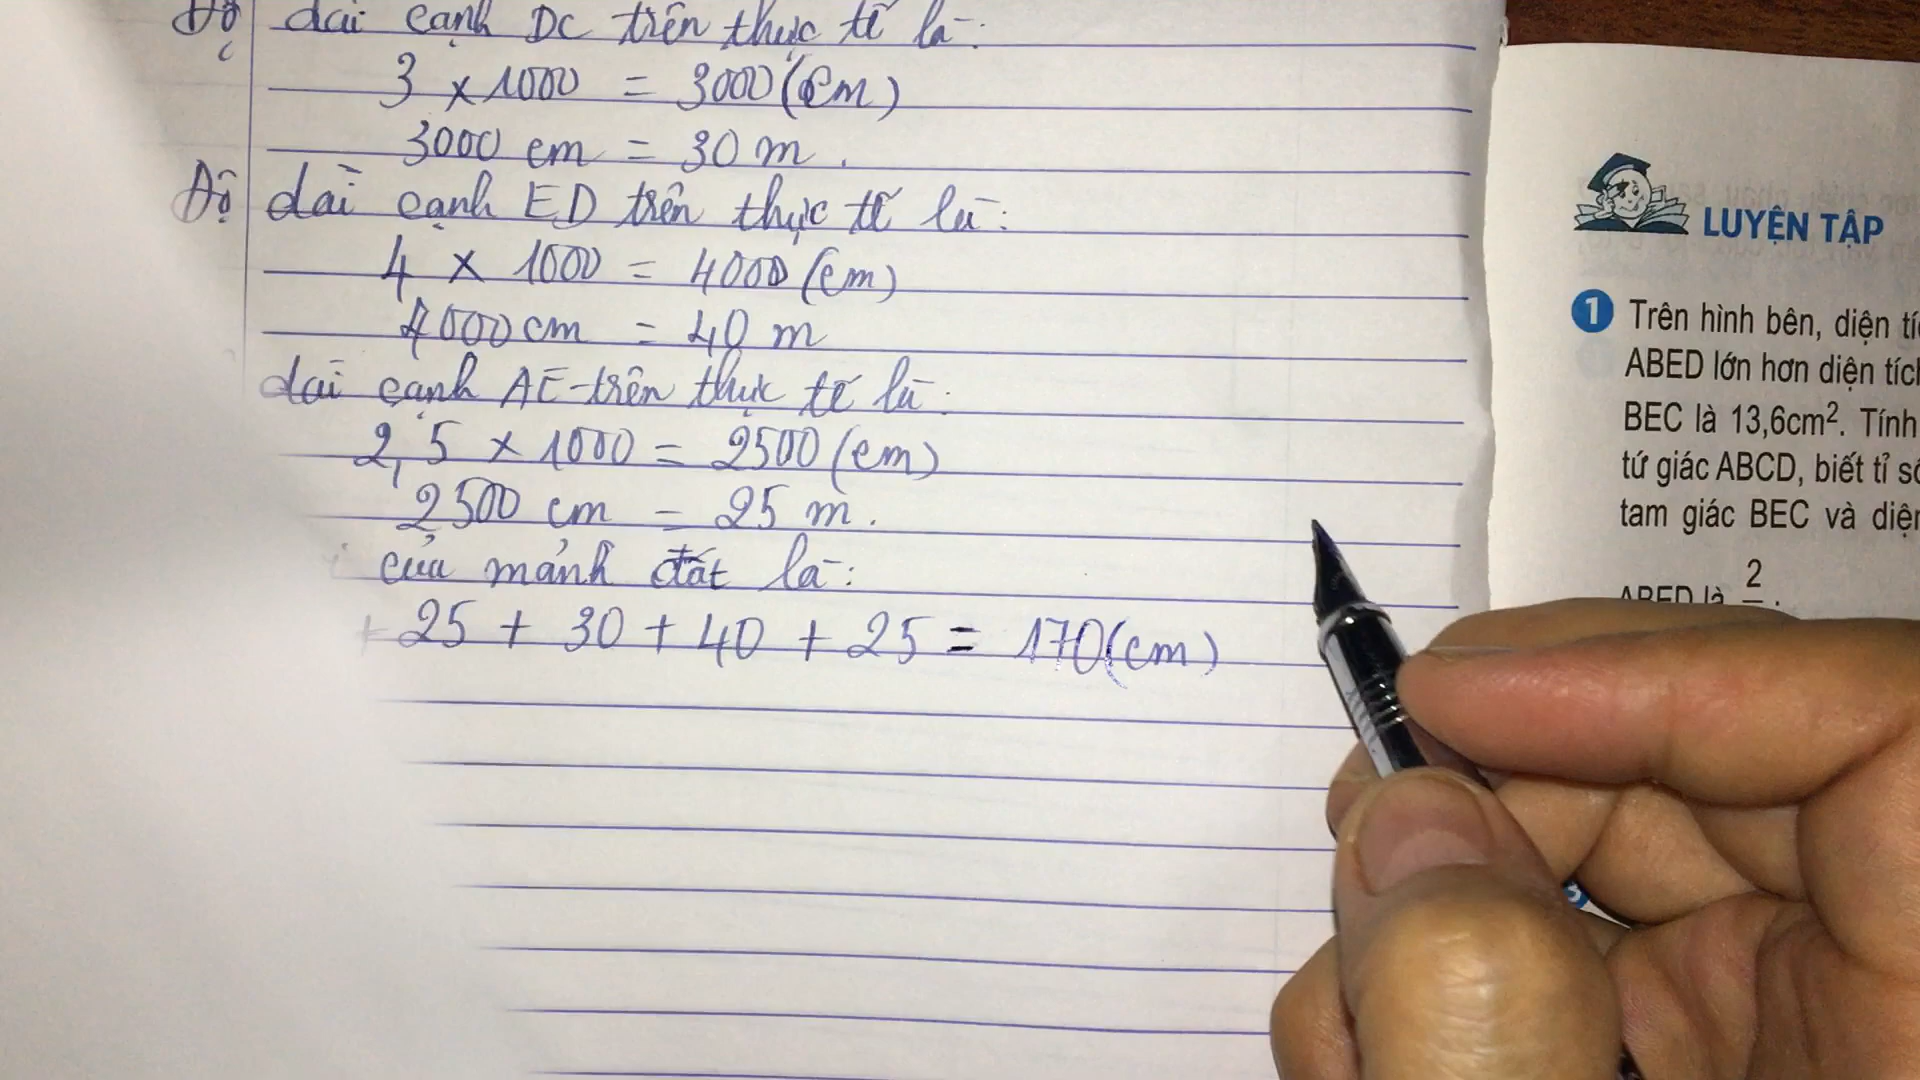 Độ dài cạnh DC trên thực tế là:
3 x 1000 = 3000 (cm)
3000 cm = 30 m.
Độ dài cạnh ED trên thực tế là:
4 x 1000 = 4000 (cm)
4000 cm = 40 m
dài cạnh AE trên thực tế là:
2,5 x 1000 = 2500 (cm)
2500 cm = 25 m.
của mảnh đất là:
+ 25 + 30 + 40 + 25 = 170 (cm)
LUYỆN TẬP
1 Trên hình bên, diện tí
ABED lớn hơn diện tích
BEC là 13,6cm². Tính
tứ giác ABCD, biết tỉ số
tam giác BEC và diện
2
ABED là
3